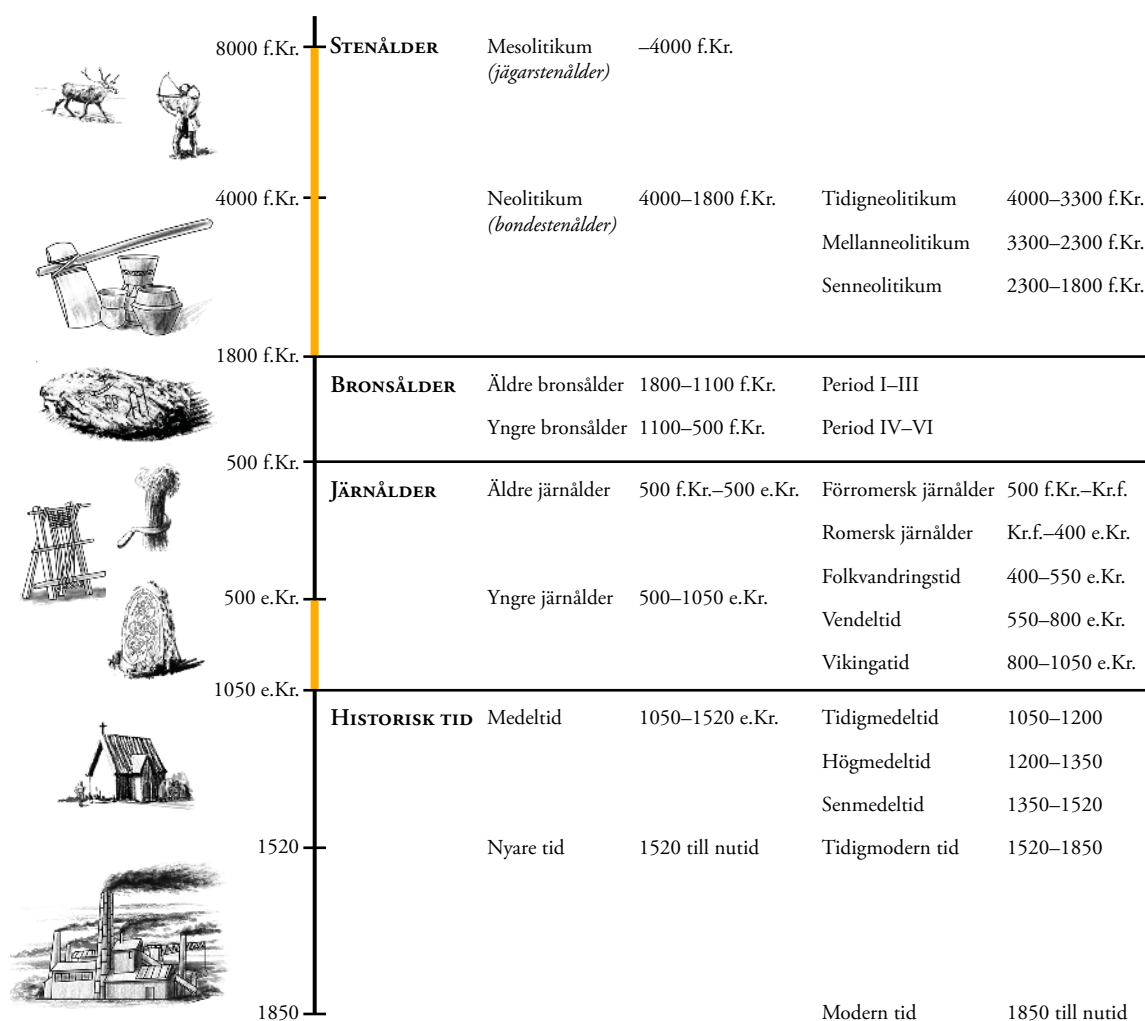 8000 f.Kr. STENÅLDER Mesolitikum –4000 f.Kr.
(jägarstenålder)
4000 f.Kr. Neolitikum 4000–1800 f.Kr. Tidigneolitikum 4000–3300 f.Kr.
(bondestenålder)
Mellanneolitikum 3300–2300 f.Kr.
Senneolitikum 2300–1800 f.Kr.
1800 f.Kr.
BRONSÅLDER Äldre bronsålder 1800–1100 f.Kr. Period I–III
Yngre bronsålder 1100–500 f.Kr. Period IV–VI
500 f.Kr.
JÄRNÅLDER Äldre järnålder 500 f.Kr.–500 e.Kr. Förromersk järnålder 500 f.Kr.–Kr.f.
Romersk järnålder Kr.f.–400 e.Kr.
Folkvandringstid 400–550 e.Kr.
500 e.Kr. Yngre järnålder 500–1050 e.Kr.
Vendeltid 550–800 e.Kr.
Vikingatid 800–1050 e.Kr.
1050 e.Kr.
HISTORISK TID Medeltid 1050–1520 e.Kr. Tidigmedeltid 1050–1200
Högmedeltid 1200–1350
Senmedeltid 1350–1520
1520 Nyare tid 1520 till nutid Tidigmodern tid 1520–1850
1850 Modern tid 1850 till nutid